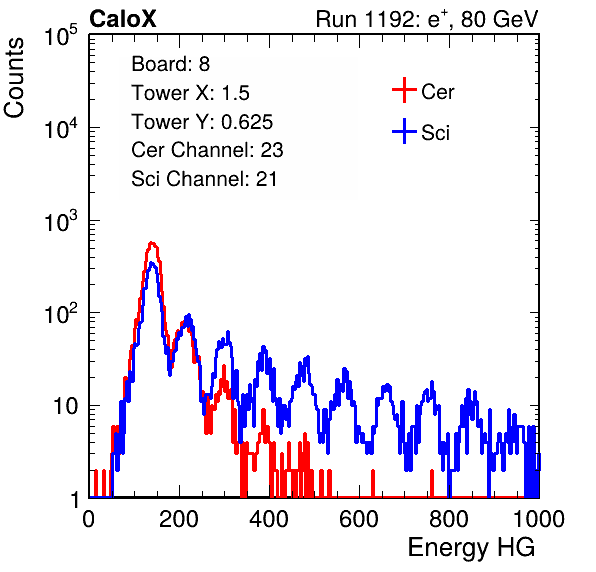 CaloX Run 1192: e⁺, 80 GeV
Counts
10⁵
10⁴
10³
10²
10
1
Board: 8
Tower X: 1.5
Tower Y: 0.625
Cer Channel: 23
Sci Channel: 21
Cer
Sci
0 200 400 600 800 1000
Energy HG